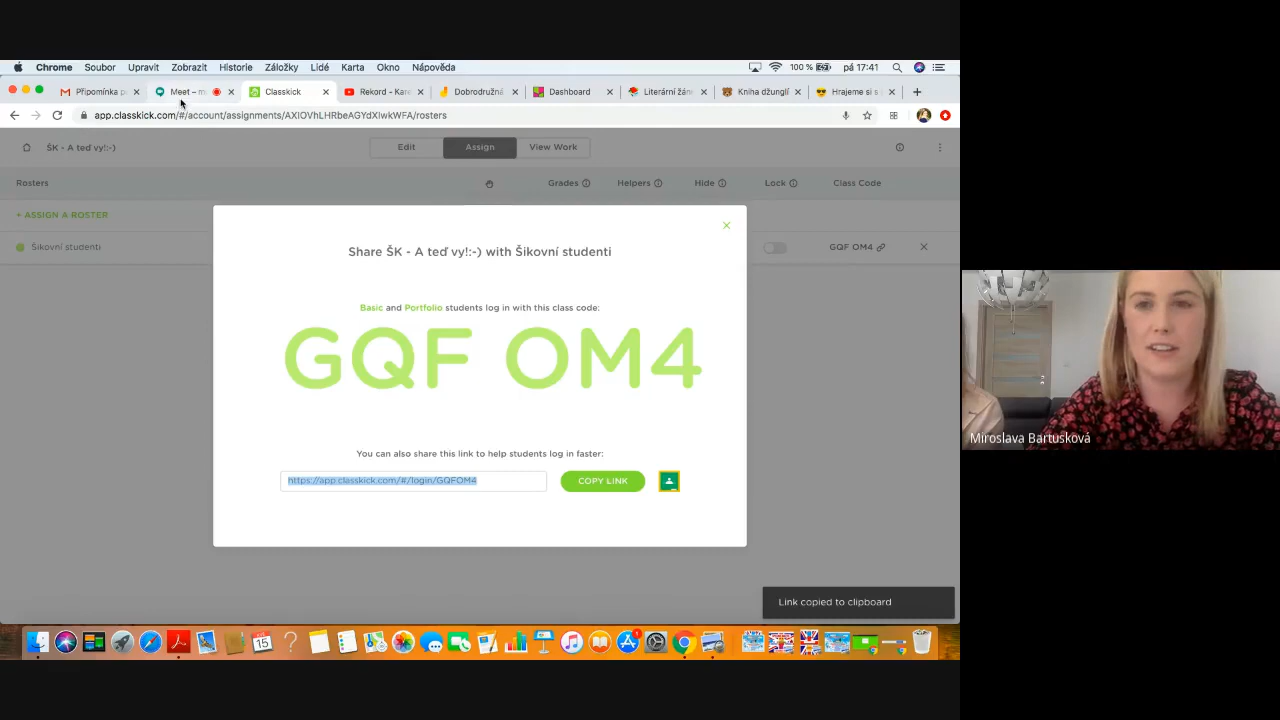 Chrome Soubor Upravit Zobrazit Historie Záložky Lidé Karta Okno Nápověda 100 % pá 17:41
Připomínka p Meet – m Classkick Rekord - Kar Dobrodružn Dashboard Literární žán Kniha džunglí Hrajeme si s
app.classkick.com/#/account/assignments/AXIOVhLHRbeAGYdXIwkWFA/rosters
ŠK - A teď vy!:-) Edit Assign View Work
Rosters Grades Helpers Hide Lock Class Code
+ ASSIGN A ROSTER
Šikovní studenti GQF OM4
Share ŠK - A teď vy!:-) with Šikovní studenti
Basic and Portfolio students log in with this class code:
GQF OM4
You can also share this link to help students log in faster:
https://app.classkick.com/#/login/GQFOM4 COPY LINK
Link copied to clipboard
Miroslava Bartusková